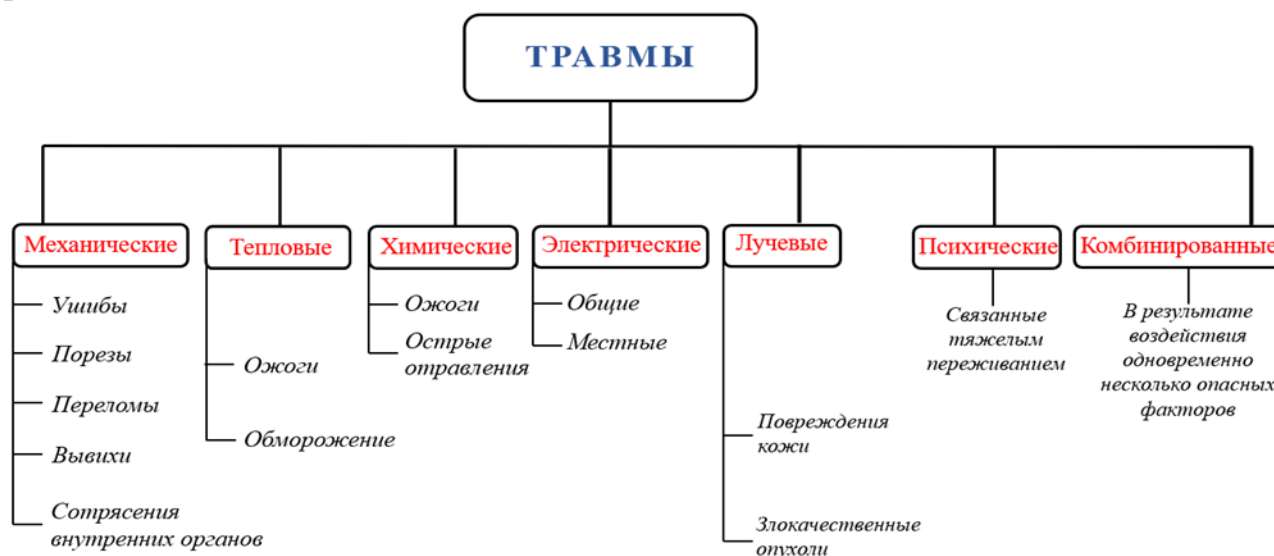 ТРАВМЫ
Механические
Ушибы
Порезы
Переломы
Вывихи
Сотрясения
внутренних органов
Тепловые
Ожоги
Обморожение
Химические
Ожоги
Острые
отравления
Электрические
Общие
Местные
Лучевые
Повреждения
кожи
Злокачественные
опухоли
Психические
Связанные
тяжелым
переживанием
Комбинированные
В результате
воздействия
одновременно
несколько опасных
факторов